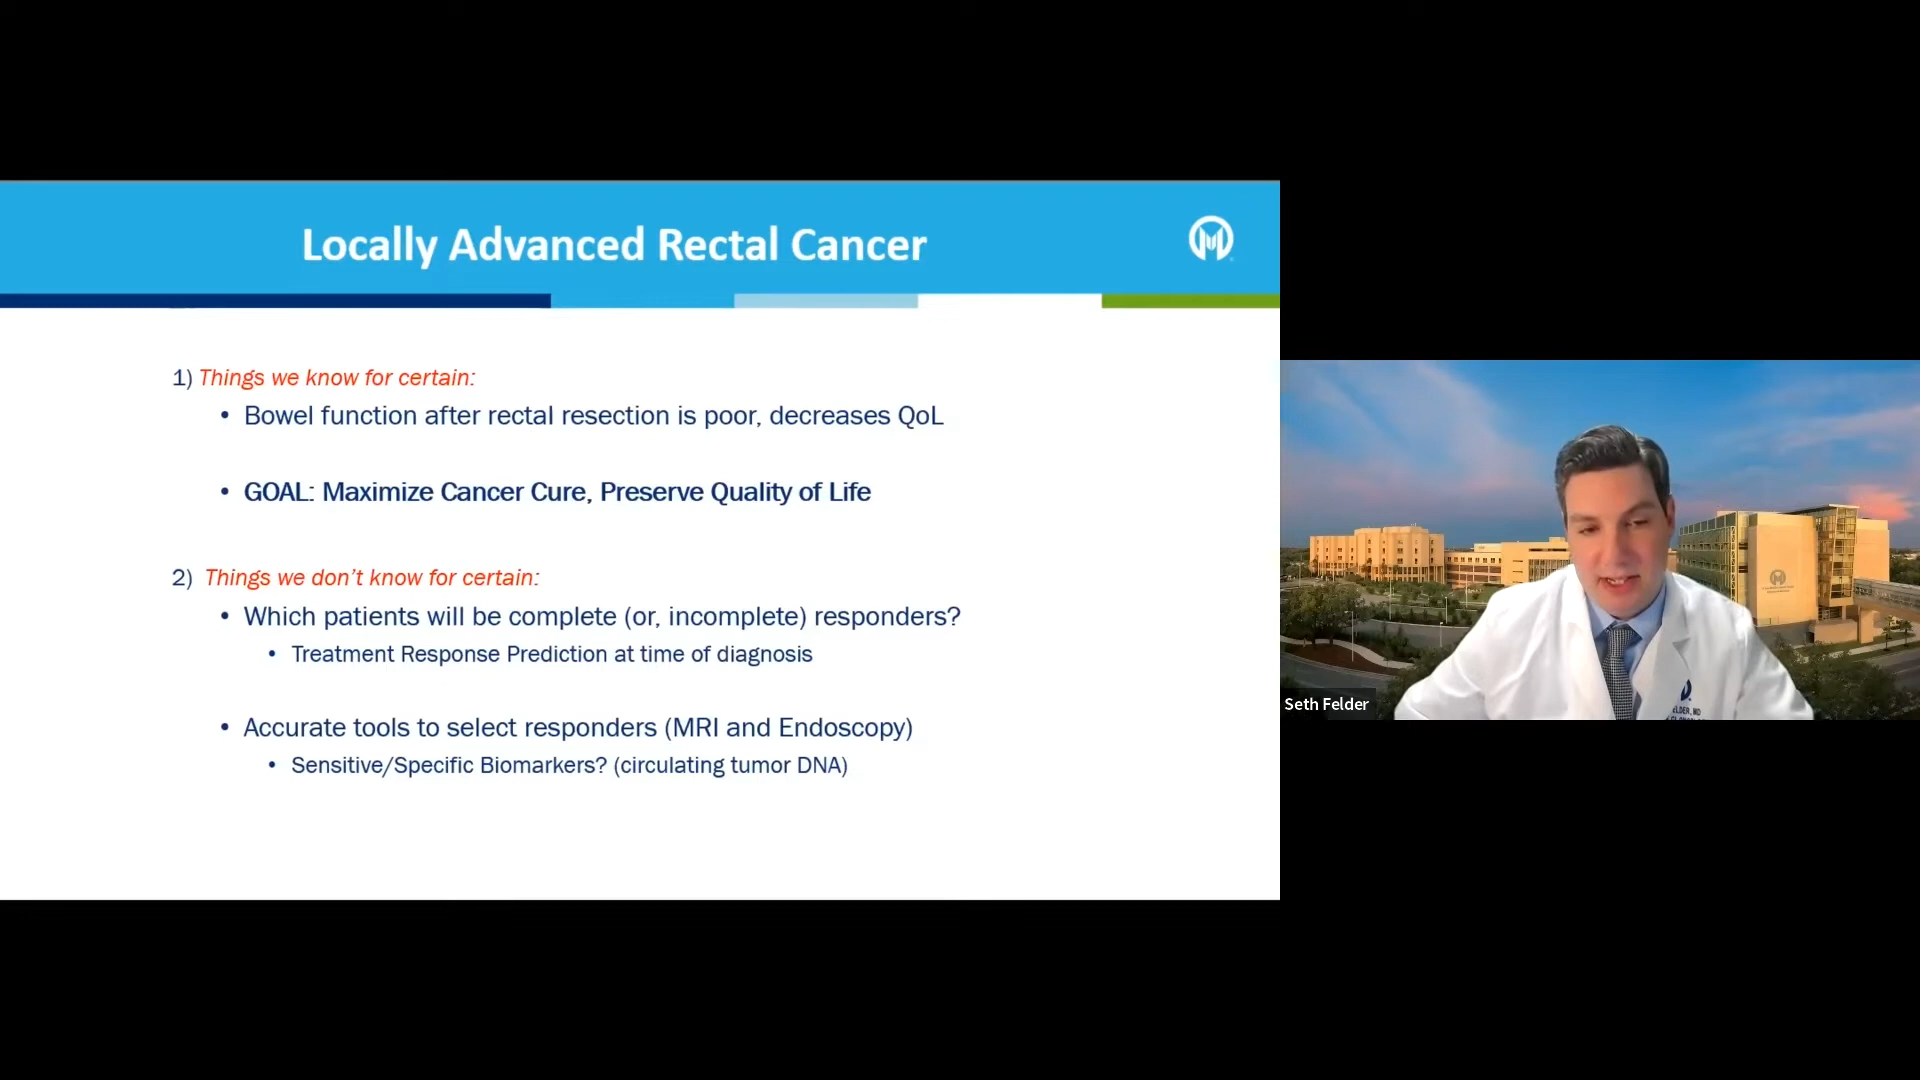 Locally Advanced Rectal Cancer
1) Things we know for certain:
• Bowel function after rectal resection is poor, decreases QoL
• GOAL: Maximize Cancer Cure, Preserve Quality of Life
2) Things we don’t know for certain:
• Which patients will be complete (or, incomplete) responders?
• Treatment Response Prediction at time of diagnosis
• Accurate tools to select responders (MRI and Endoscopy)
• Sensitive/Specific Biomarkers? (circulating tumor DNA)
Seth Felder